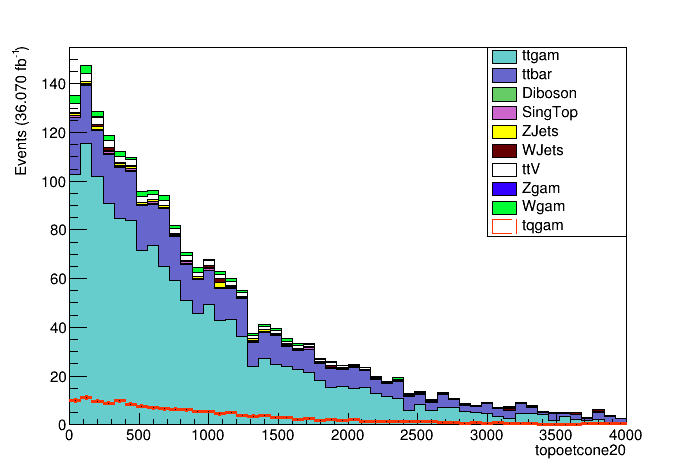 Events (36.070 fb⁻¹)
140
120
100
80
60
40
20
0
ttgam
ttbar
Diboson
SingTop
ZJets
WJets
ttV
Zgam
Wgam
tqgam
0 500 1000 1500 2000 2500 3000 3500 4000
topoetcone20